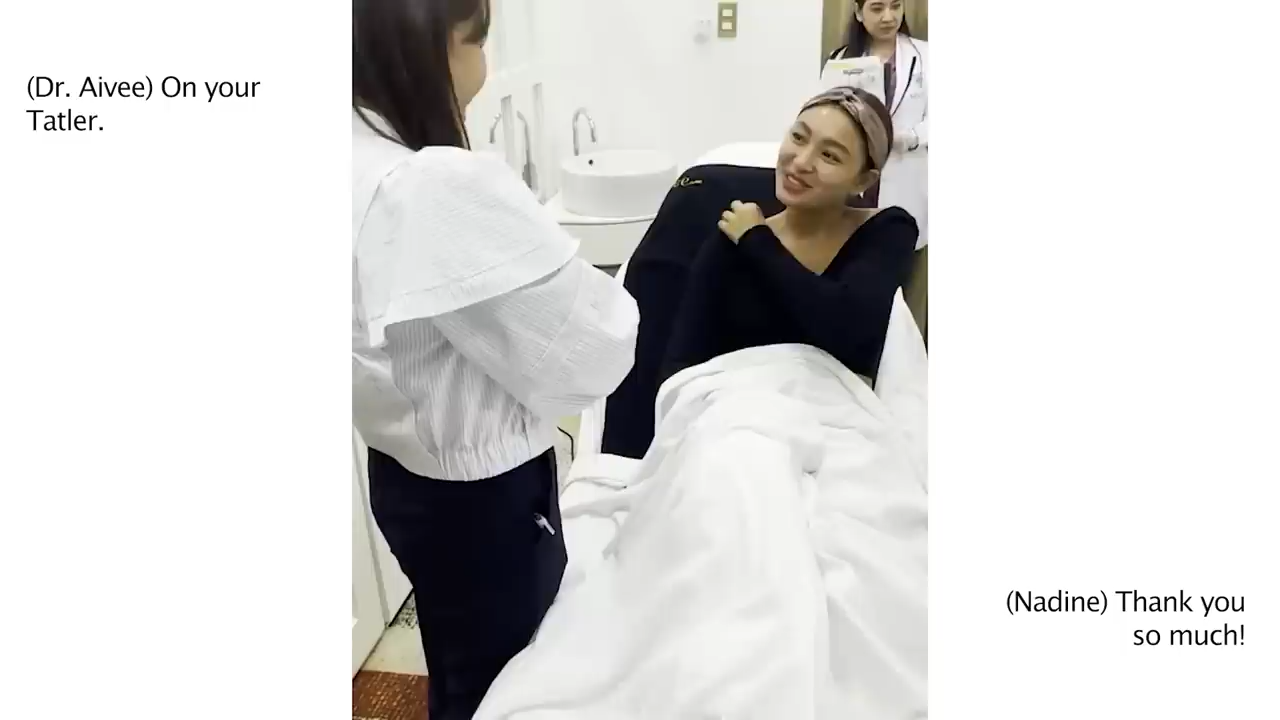 (Dr. Aivee) On your
Tatler.
(Nadine) Thank you
so much!